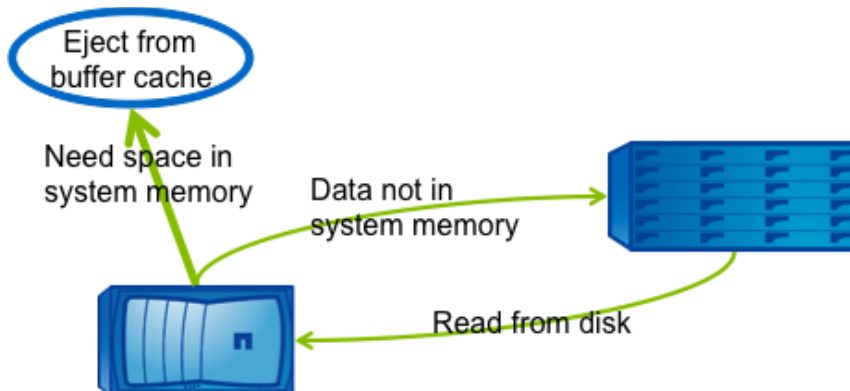 Eject from
buffer cache
Need space in
system memory
Data not in
system memory
Read from disk